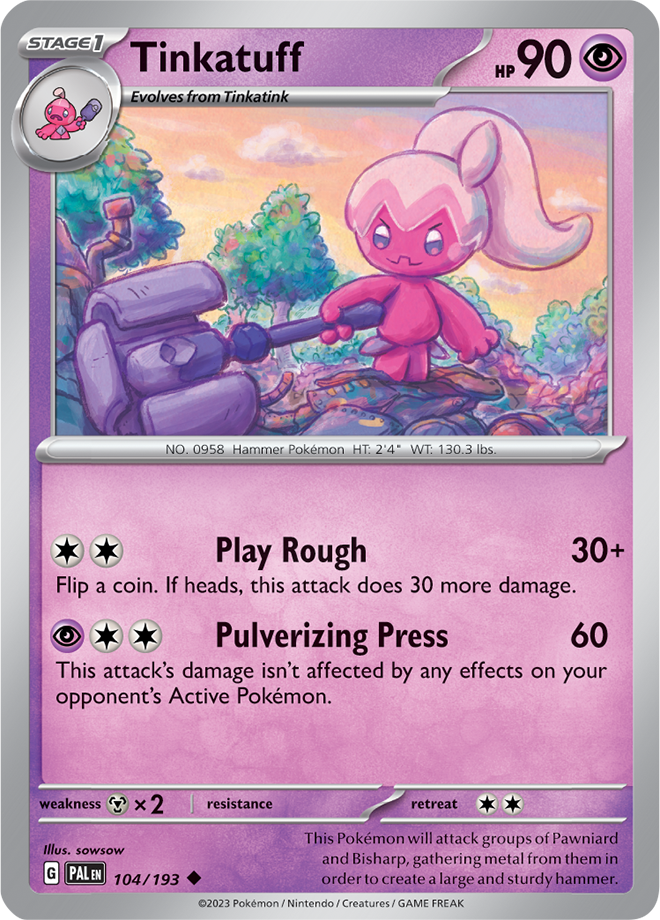 STAGE1
Tinkatuff
HP 90
Evolves from Tinkatink
NO. 0958 Hammer Pokémon HT: 2'4" WT: 130.3 lbs.
Play Rough 30+
Flip a coin. If heads, this attack does 30 more damage.
Pulverizing Press 60
This attack's damage isn't affected by any effects on your
opponent's Active Pokémon.
weakness ×2 resistance retreat
Illus. sowsow
G PAL EN 104/193
This Pokémon will attack groups of Pawniard
and Bisharp, gathering metal from them in
order to create a large and sturdy hammer.
©2023 Pokémon / Nintendo / Creatures / GAME FREAK